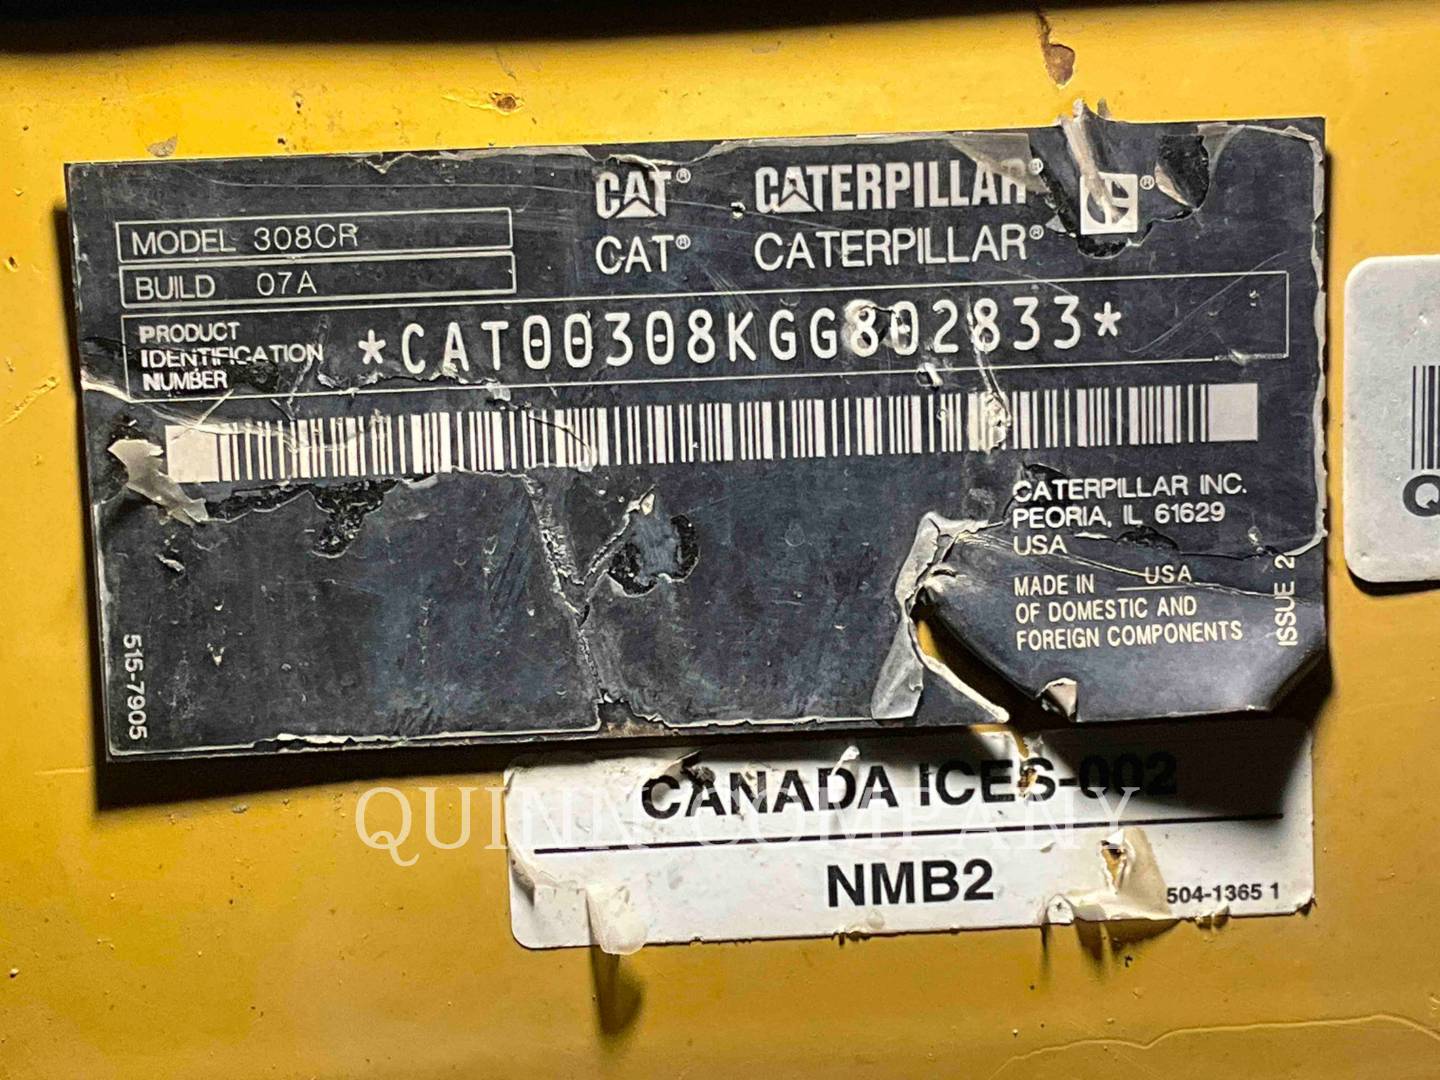 CAT® CATERPILLAR® ®
CAT® CATERPILLAR®
MODEL 308CR
BUILD 07A
PRODUCT
IDENTIFICATION
NUMBER
*CAT00308KGG802833*
CATERPILLAR INC.
PEORIA, IL 61629
USA
MADE IN USA
OF DOMESTIC AND
FOREIGN COMPONENTS
ISSUE 2
515-7905
CANADA ICES-002
QUINN COMPANY
NMB2
504-1365 1
Q